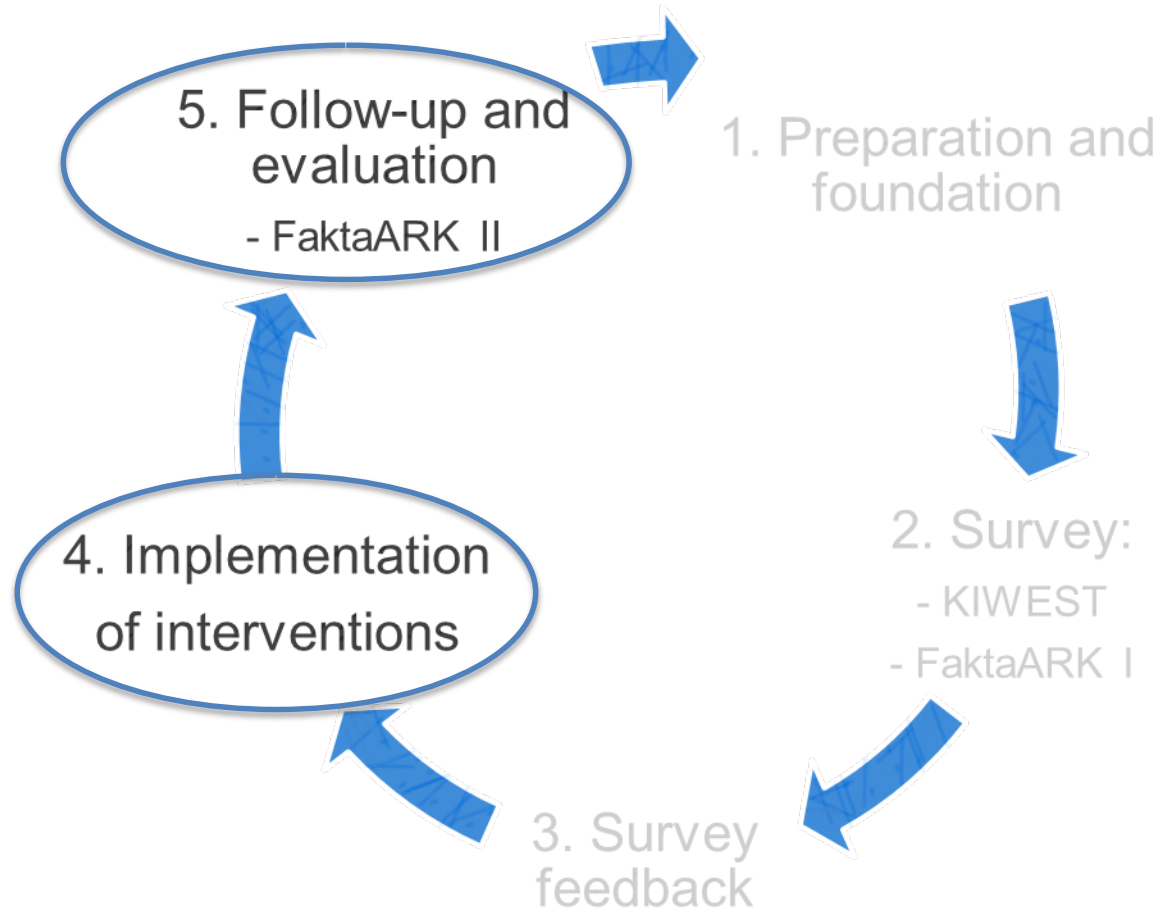 1. Preparation and
foundation
2. Survey:
- KIWEST
- FaktaARK I
3. Survey
feedback
4. Implementation
of interventions
5. Follow-up and
evaluation
- FaktaARK II